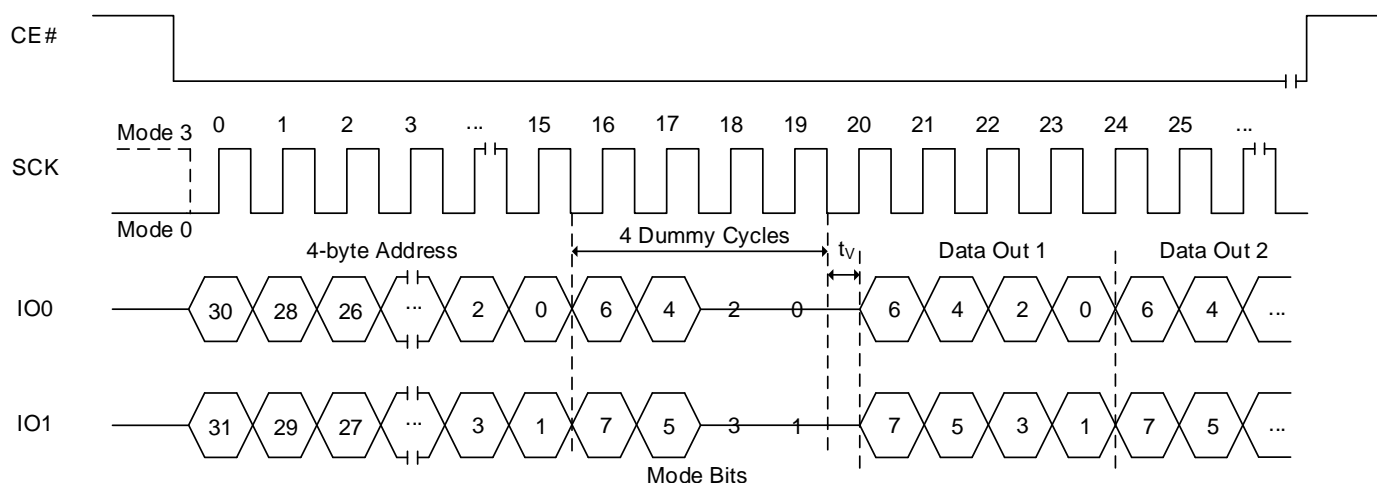 CE#
Mode 3 0 1 2 3 ... 15 16 17 18 19 20 21 22 23 24 25 ...
SCK
Mode 0
4-byte Address 4 Dummy Cycles tV Data Out 1 Data Out 2
IO0 30 28 26 ... 2 0 6 4 2 0 6 4 2 0 6 4 ...
IO1 31 29 27 ... 3 1 7 5 3 1 7 5 3 1 7 5 ...
Mode Bits